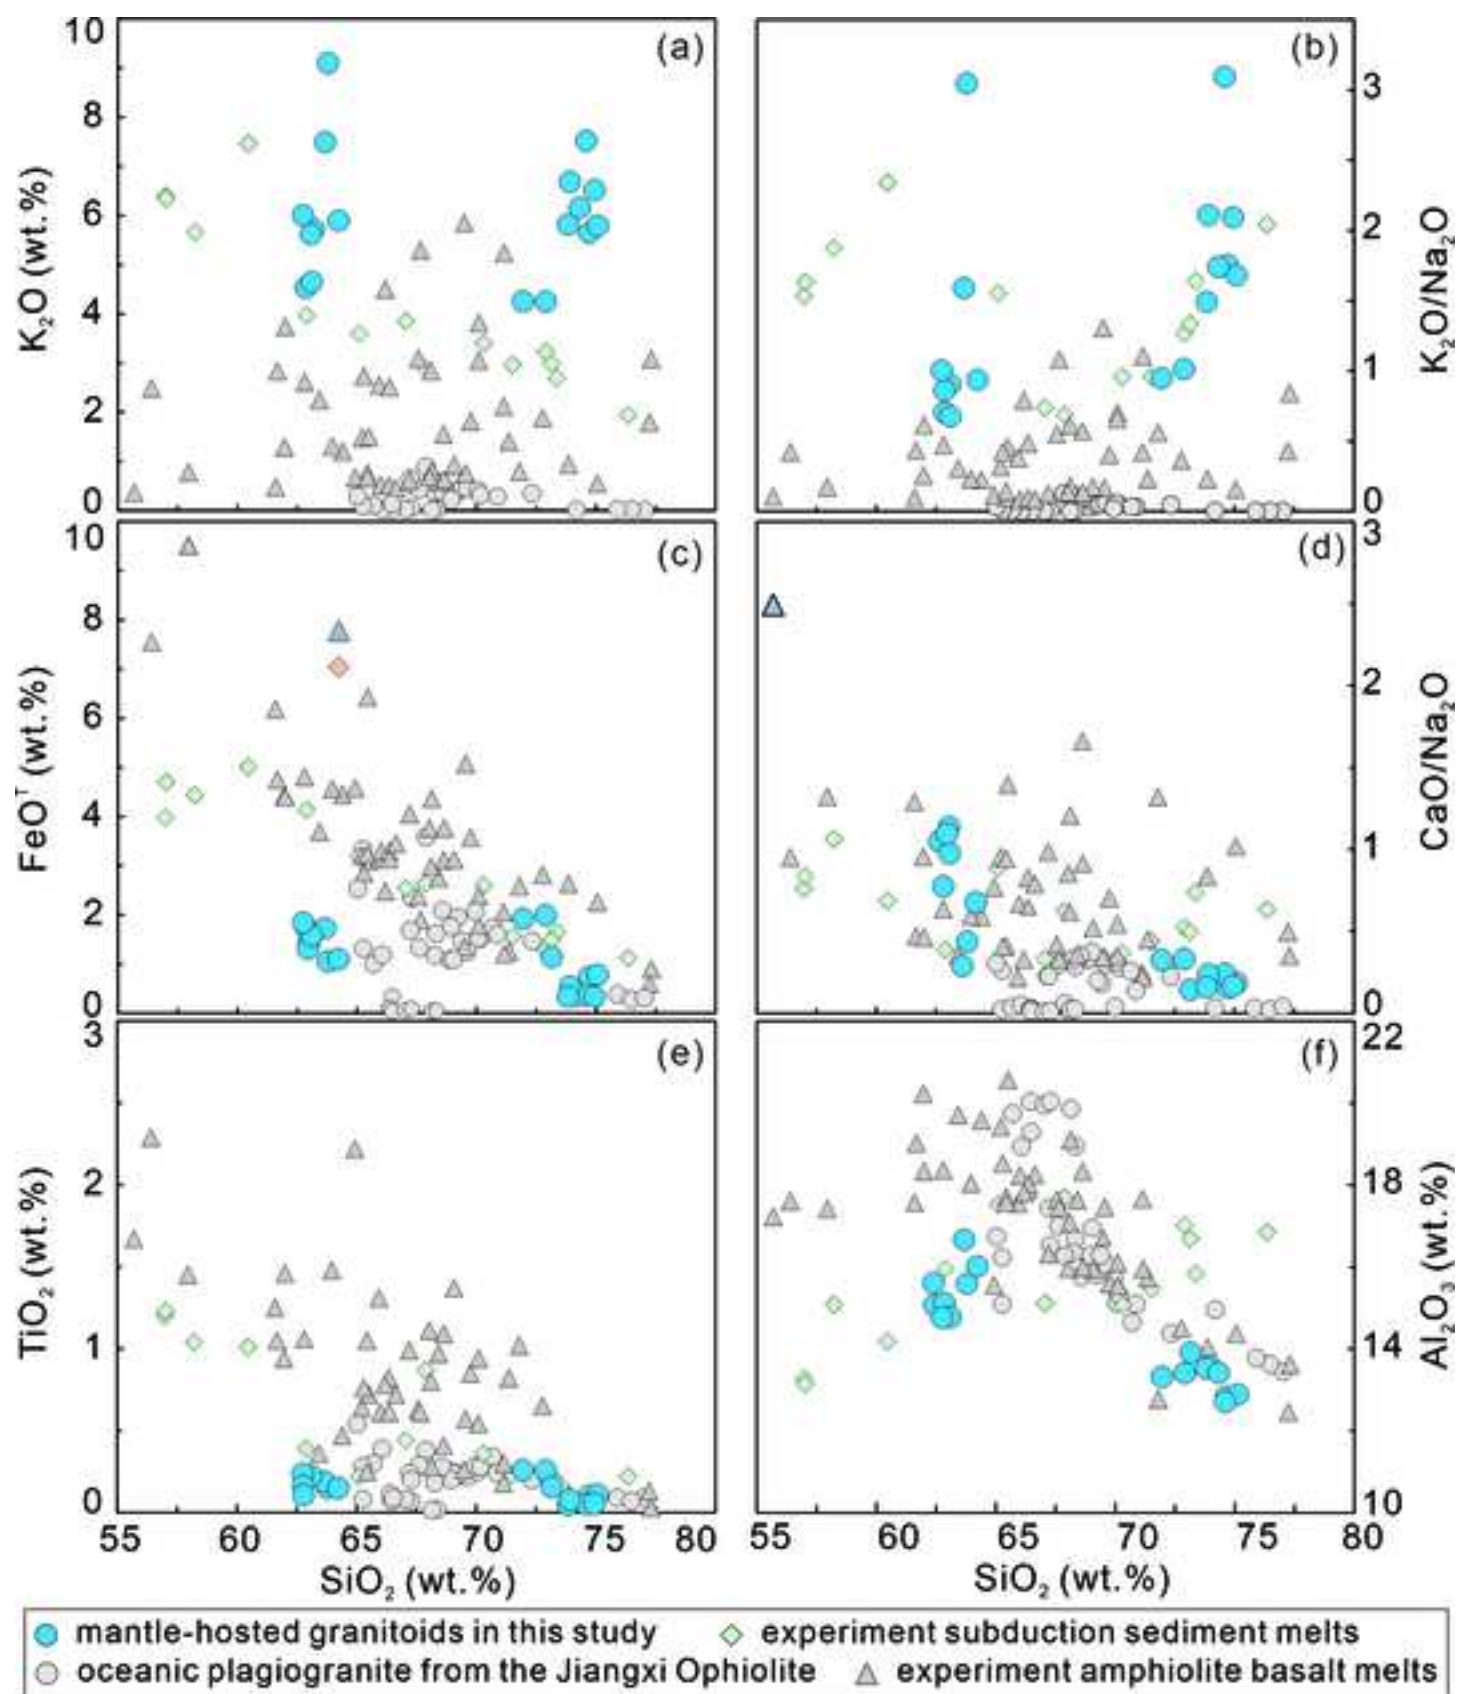 10
8
6
4
2
0
K₂O (wt.%)
(a)
(b)
3
2
1
0
K₂O/Na₂O
10
8
6
4
2
0
FeOᵀ (wt.%)
(c)
(d)
3
2
1
0
CaO/Na₂O
3
2
1
0
TiO₂ (wt.%)
(e)
(f)
22
18
14
10
Al₂O₃ (wt.%)
55 60 65 70 75 80
SiO₂ (wt.%)
55 60 65 70 75 80
SiO₂ (wt.%)
mantle-hosted granitoids in this study
experiment subduction sediment melts
oceanic plagiogranite from the Jiangxi Ophiolite
experiment amphiolite basalt melts